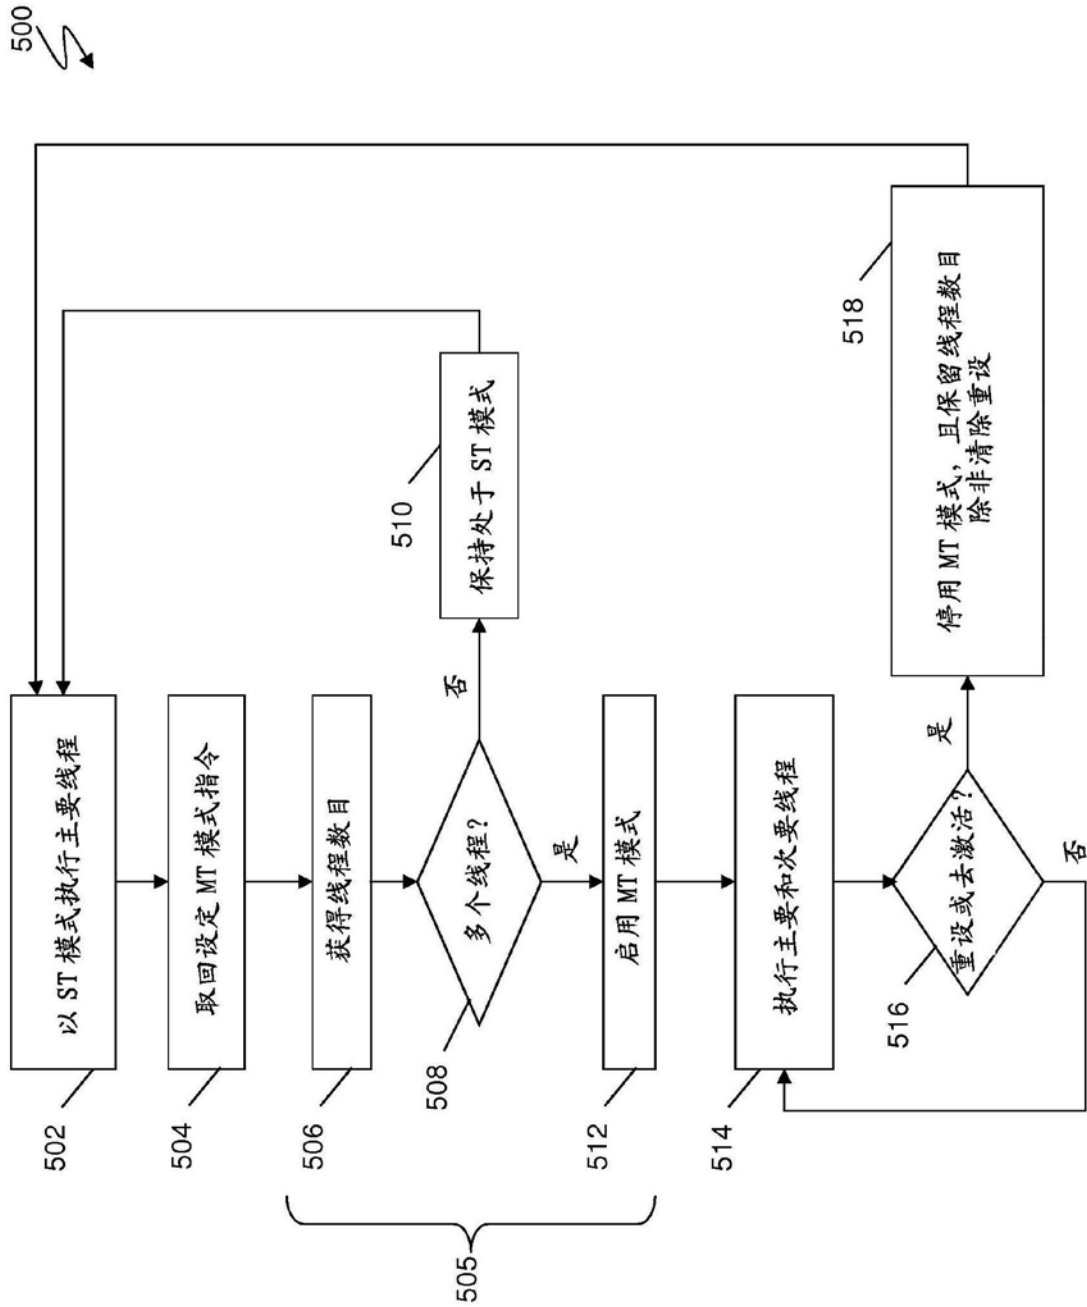 500
502
以 ST 模式执行主要线程
504
取回设定 MT 模式指令
505
506
获得线程数目
508
多个线程？
否
510
保持处于 ST 模式
是
512
启用 MT 模式
514
执行主要和次要线程
516
重设或去激活？
是
否
518
停用 MT 模式，且保留线程数目
除非清除重设